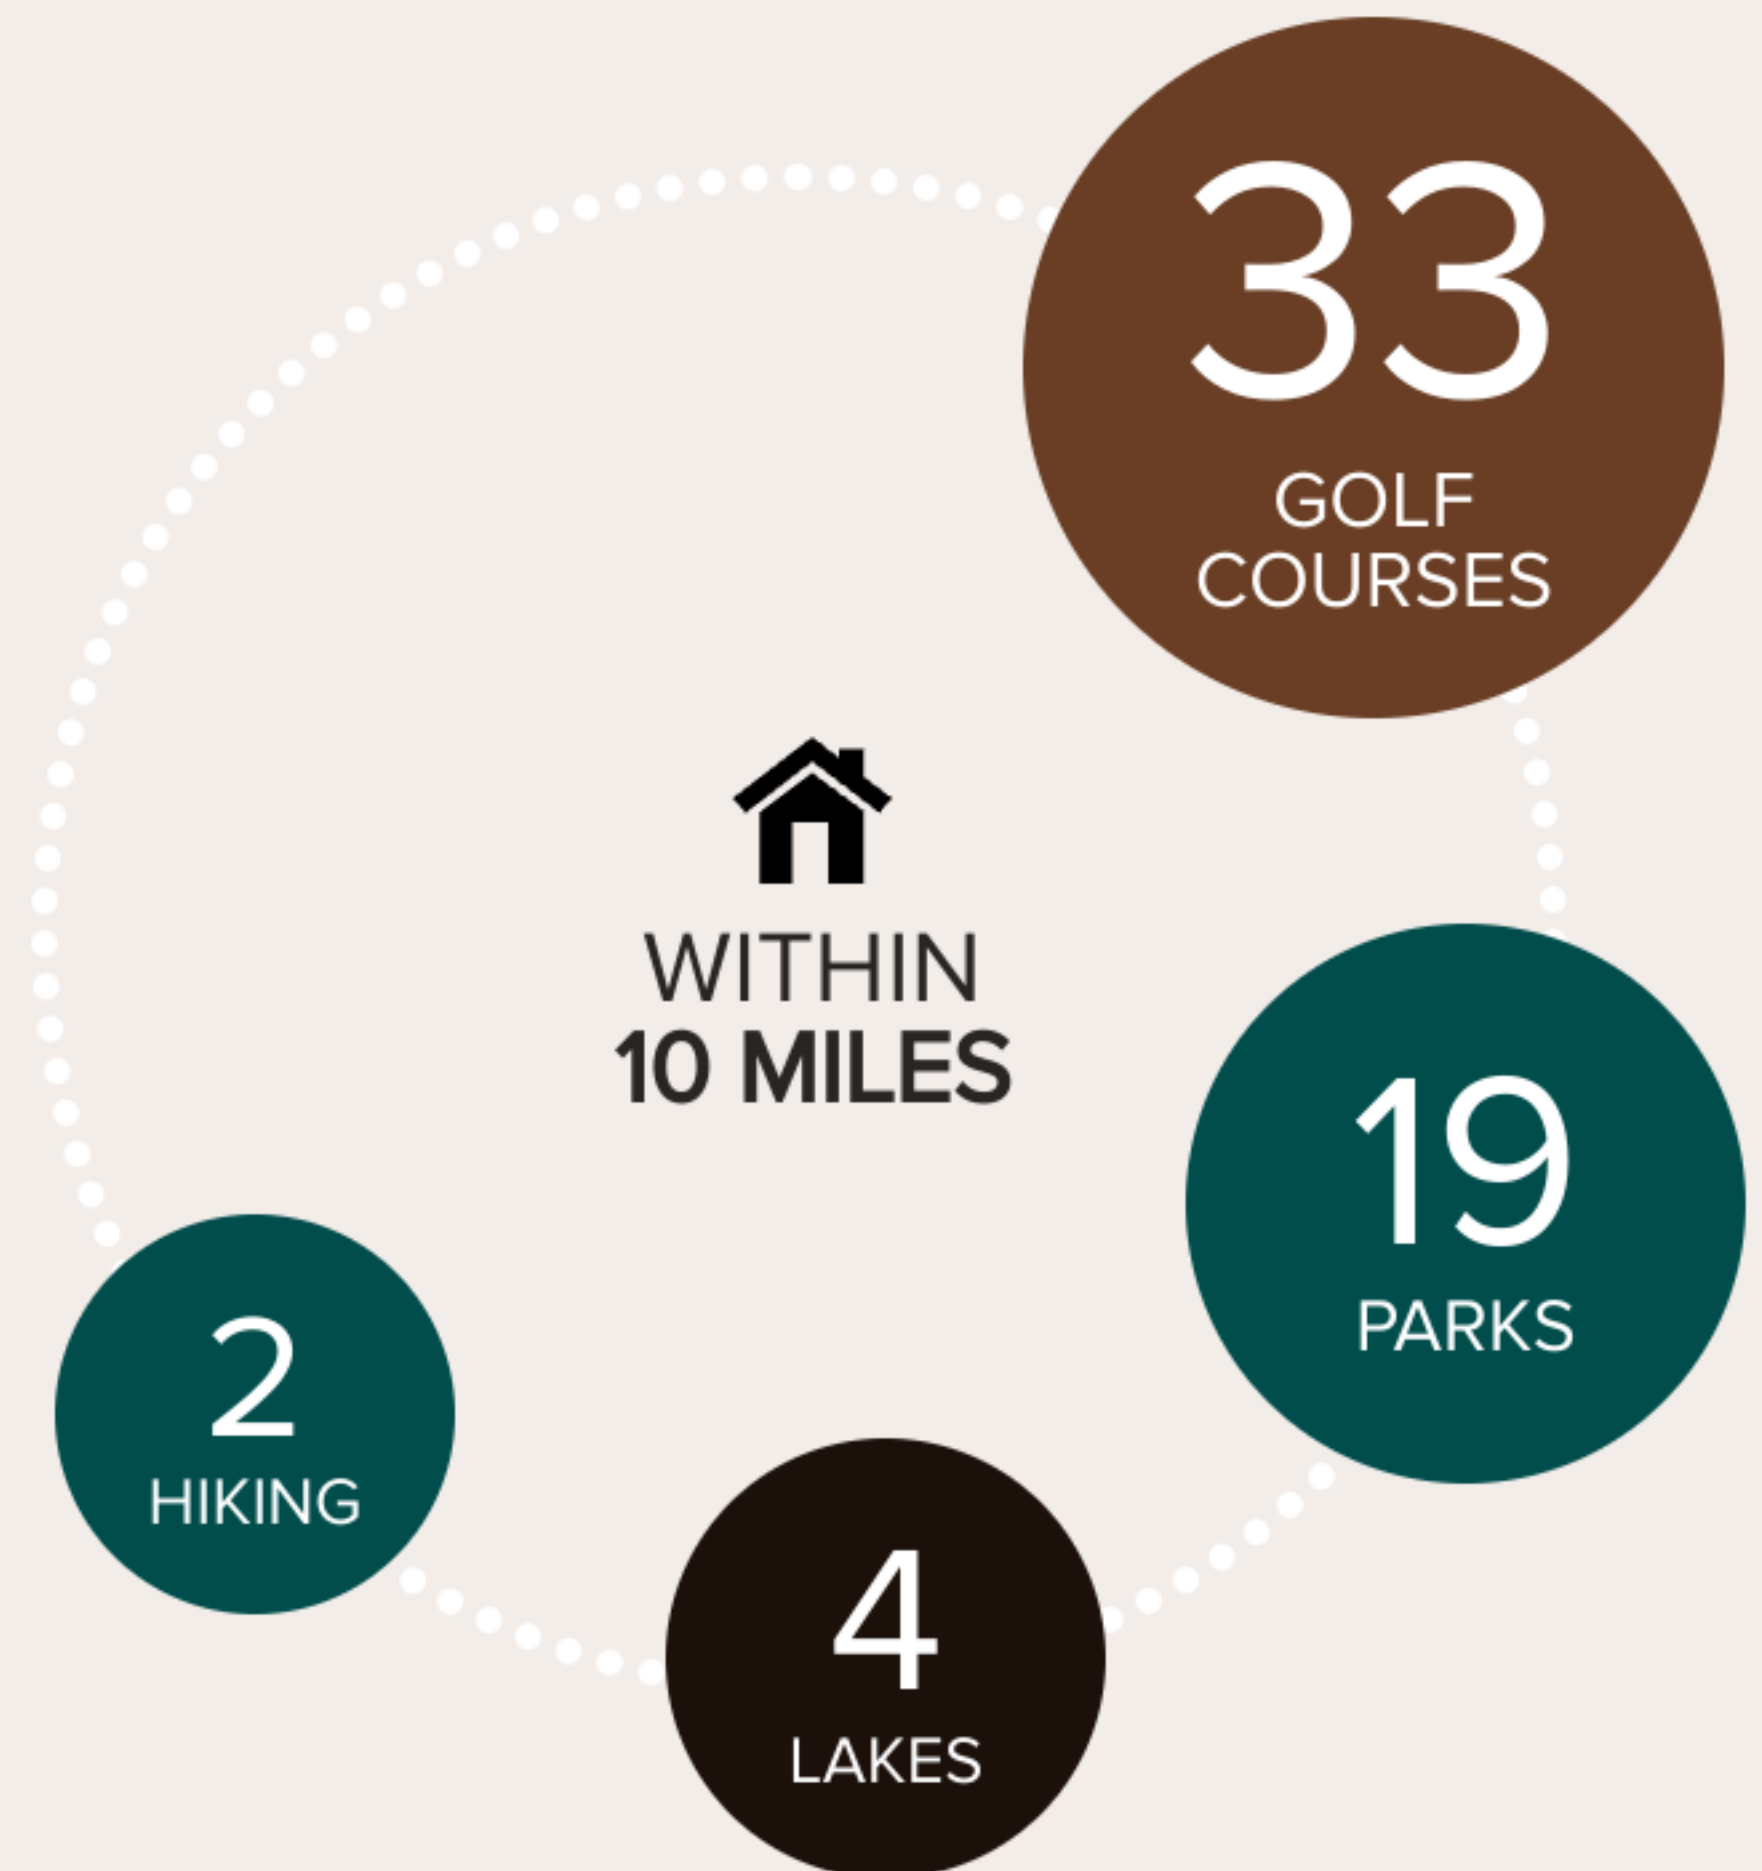 33
GOLF
COURSES
WITHIN
10 MILES
19
PARKS
2
HIKING
4
LAKES